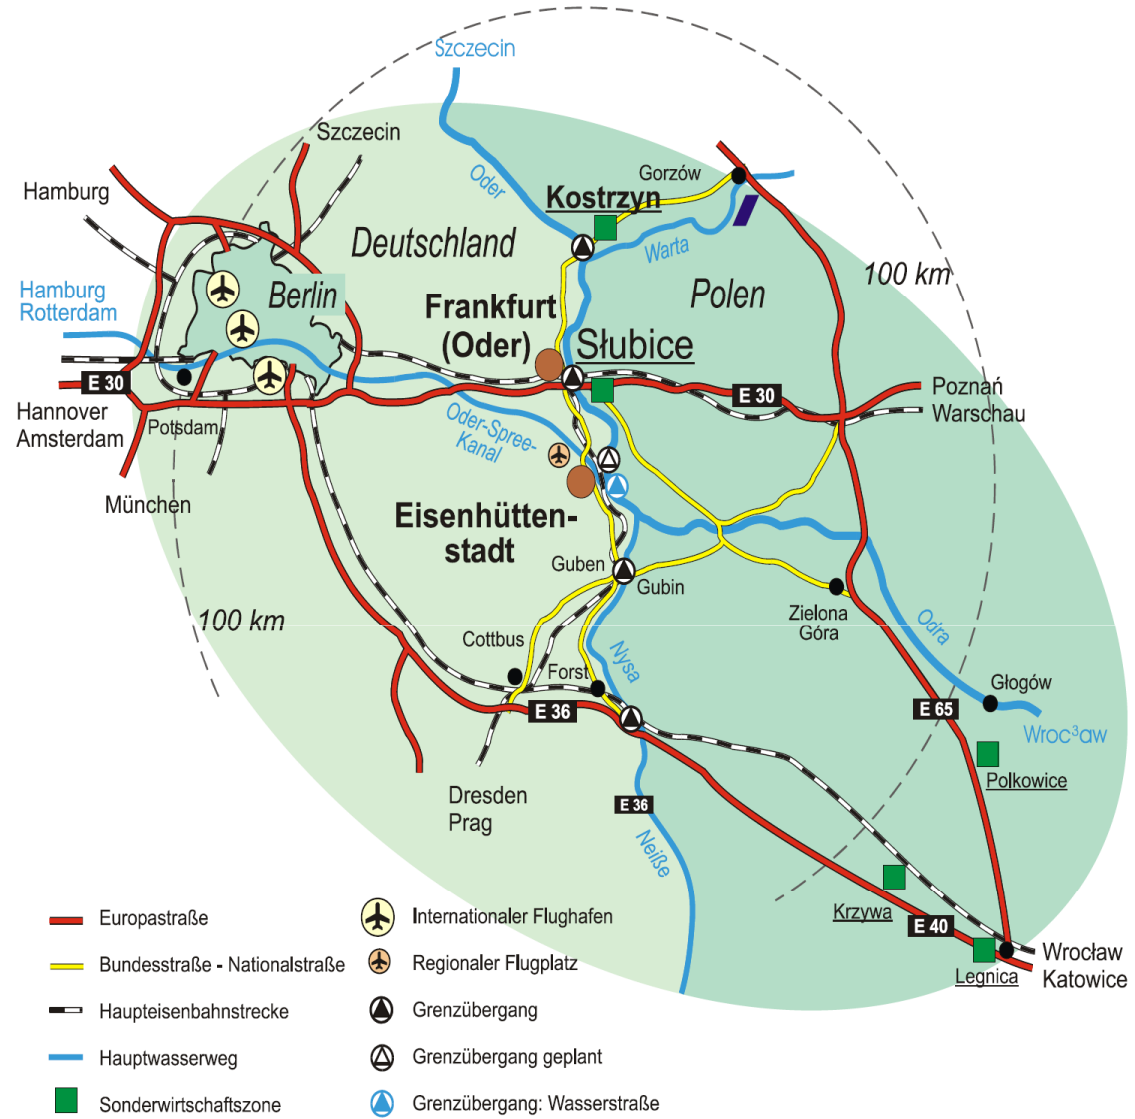 Szczecin
Szczecin
Hamburg
Gorzów
Oder
Kostrzyn
Deutschland
Warta
100 km
Hamburg
Rotterdam
Berlin
Polen
Frankfurt
(Oder)
Słubice
E 30
E 30
Poznań
Warschau
Hannover
Amsterdam
Potsdam
Oder-Spree-
Kanal
München
Eisenhütten-
stadt
Guben
Gubin
Zielona
Góra
Odra
100 km
Cottbus
Forst
Nysa
Głogów
E 36
E 65
Wroc³aw
Polkowice
Dresden
Prag
E 36
Neiße
Krzywa
E 40
Wrocław
Katowice
Legnica
Europastraße
Bundesstraße - Nationalstraße
Haupteisenbahnstrecke
Hauptwasserweg
Sonderwirtschaftszone
Internationaler Flughafen
Regionaler Flugplatz
Grenzübergang
Grenzübergang geplant
Grenzübergang: Wasserstraße